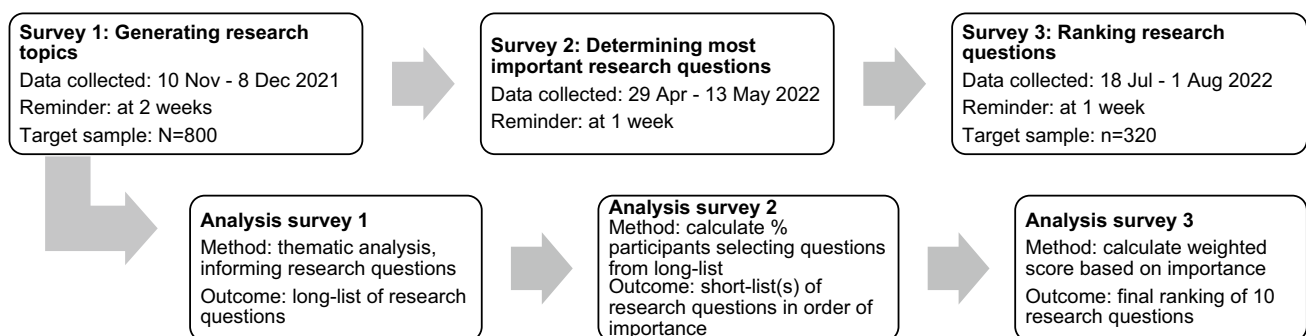 Survey 1: Generating research
topics
Data collected: 10 Nov - 8 Dec 2021
Reminder: at 2 weeks
Target sample: N=800
Survey 2: Determining most
important research questions
Data collected: 29 Apr - 13 May 2022
Reminder: at 1 week
Survey 3: Ranking research
questions
Data collected: 18 Jul - 1 Aug 2022
Reminder: at 1 week
Target sample: n=320
Analysis survey 1
Method: thematic analysis,
informing research questions
Outcome: long-list of research
questions
Analysis survey 2
Method: calculate %
participants selecting questions
from long-list
Outcome: short-list(s) of
research questions in order of
importance
Analysis survey 3
Method: calculate weighted
score based on importance
Outcome: final ranking of 10
research questions